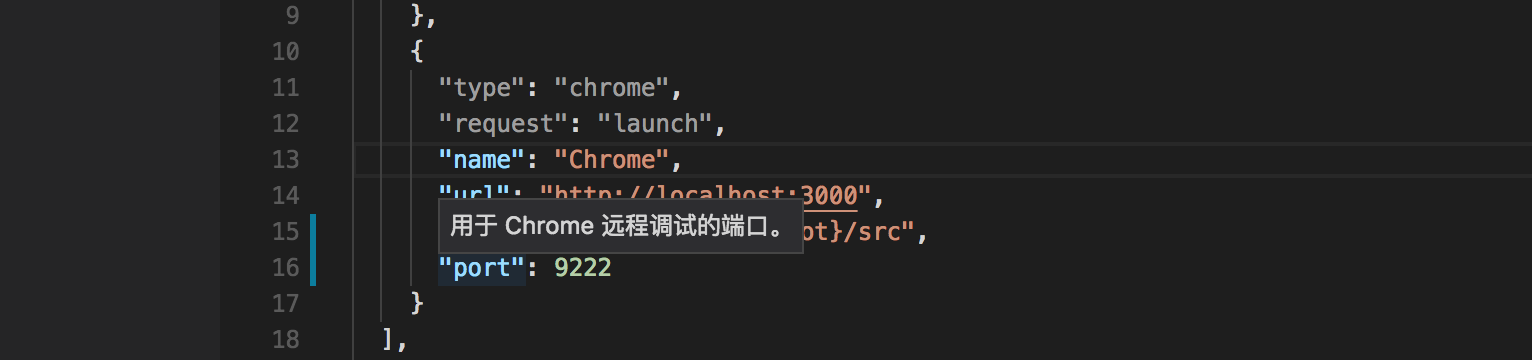 9 },
10 {
11 "type": "chrome",
12 "request": "launch",
13 "name": "Chrome",
14 "url": "http://localhost:3000",
用于 Chrome 远程调试的端口。
15 ot}/src",
16 "port": 9222
17 }
18 ],